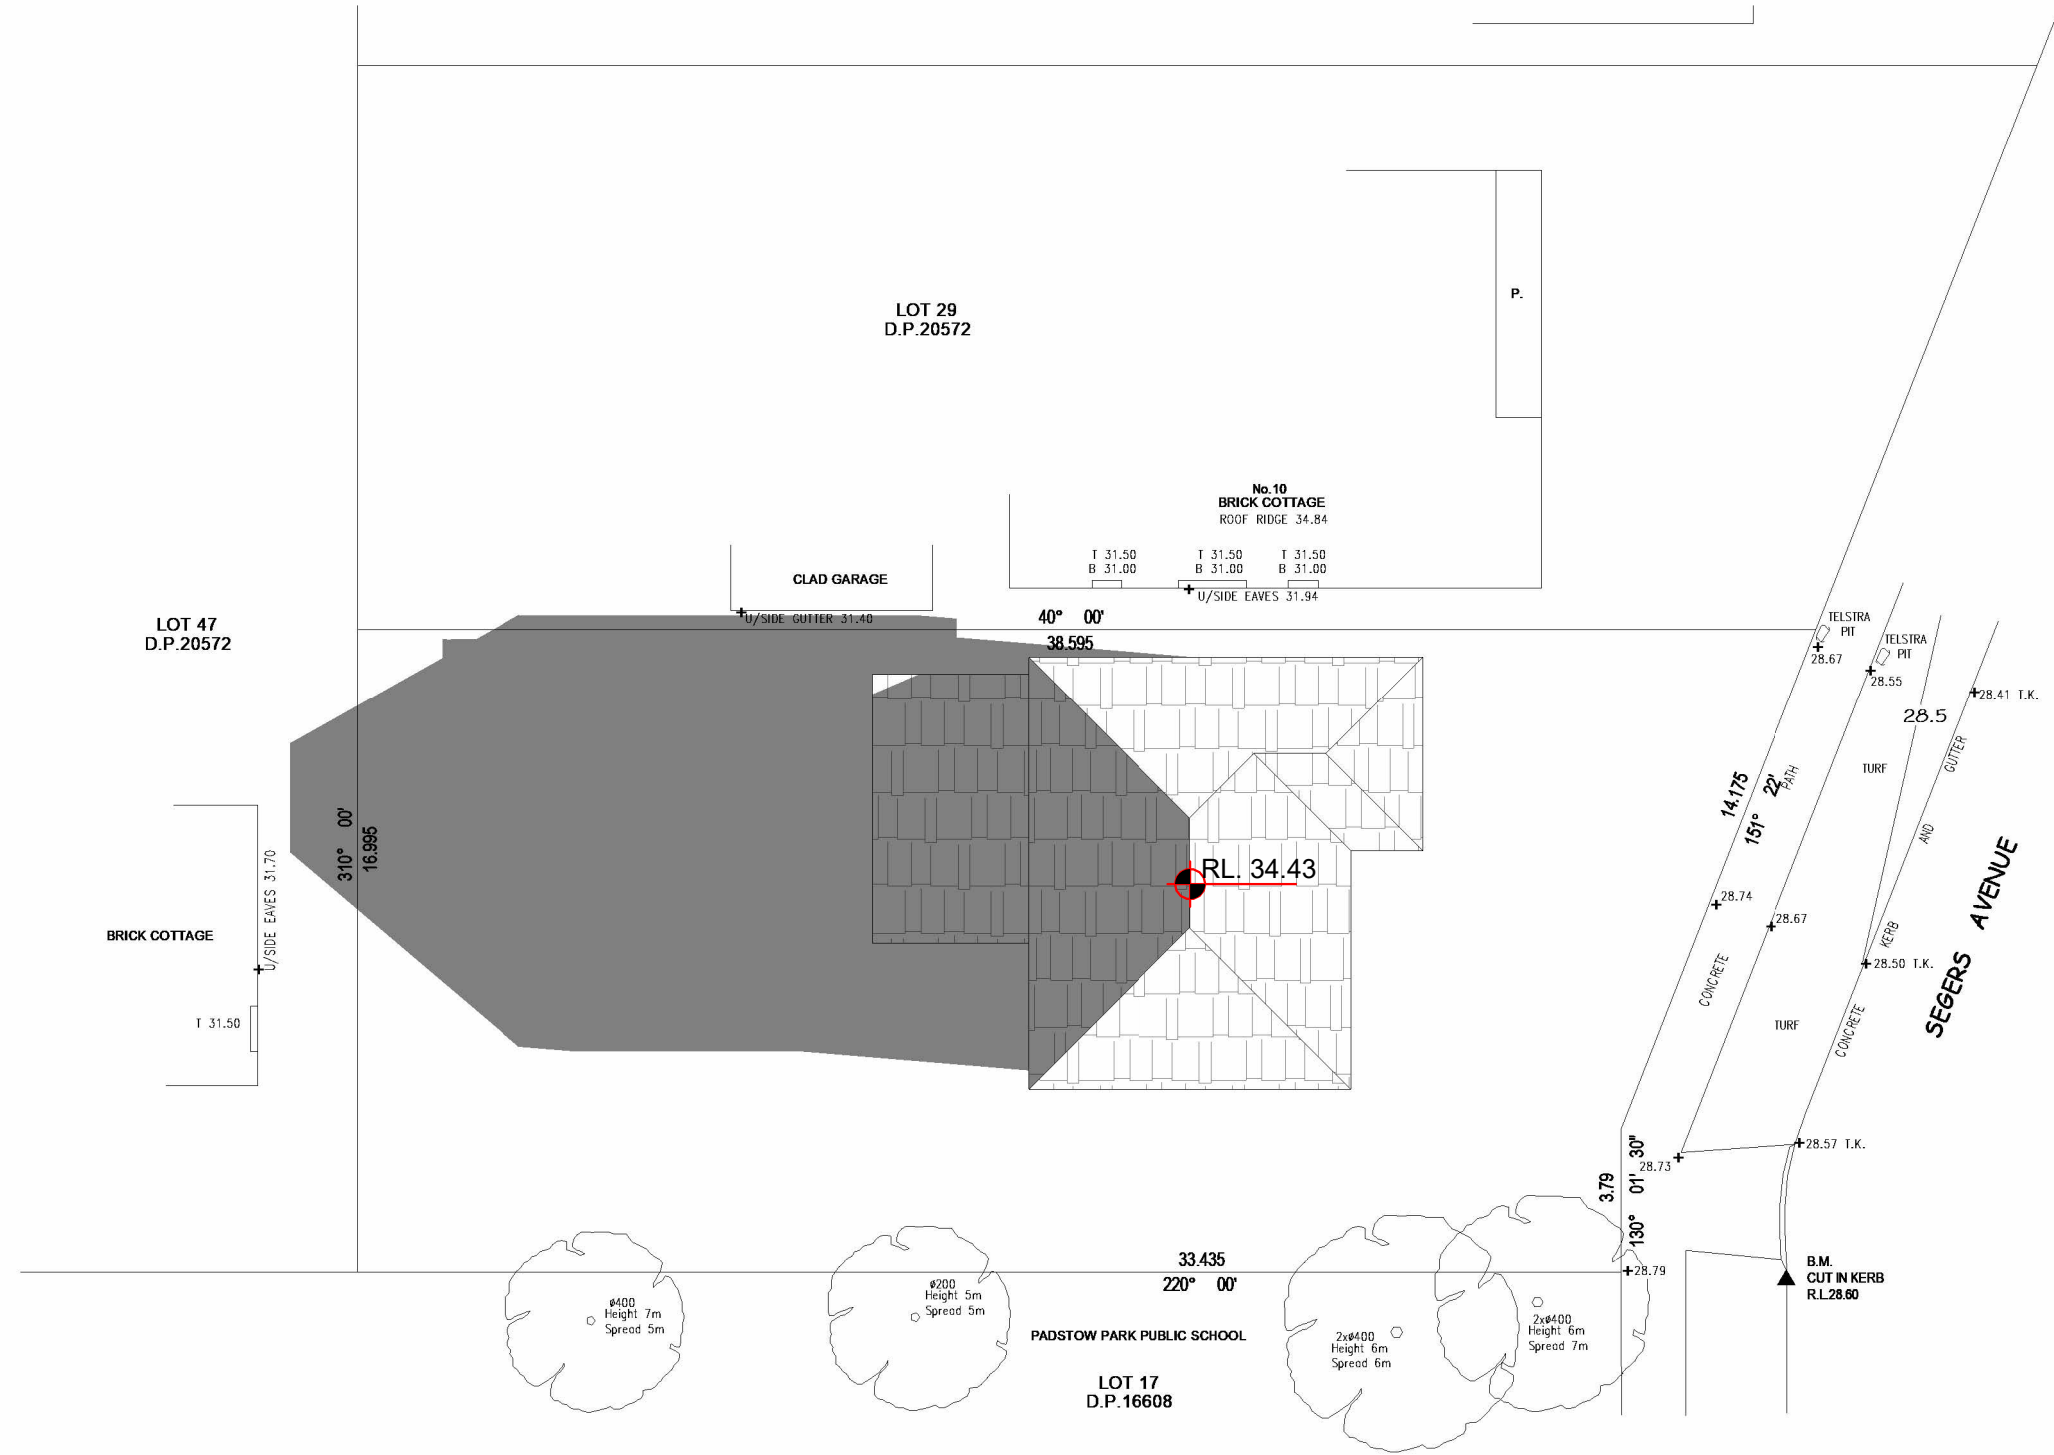 LOT 29
D.P.20572
P.
No.10
BRICK COTTAGE
ROOF RIDGE 34.84
T 31.50
B 31.00
T 31.50
B 31.00
T 31.50
B 31.00
U/SIDE EAVES 31.94
CLAD GARAGE
U/SIDE GUTTER 31.40
40° 00'
38.595
LOT 47
D.P.20572
TELSTRA
PIT
28.67
TELSTRA
PIT
28.55
28.41 T.K.
28.5
TURF
GUTTER
AND
KERB
CONCRETE
14.175
151° 22'
PATH
CONCRETE
310° 00'
16.995
U/SIDE EAVES 31.70
BRICK COTTAGE
T 31.50
RL. 34.43
28.74
28.67
28.50 T.K.
SEGERS AVENUE
TURF
28.57 T.K.
28.73
3.79
130° 01' 30"
28.79
B.M.
CUT IN KERB
R.L.28.60
33.435
220° 00'
ø400
Height 7m
Spread 5m
ø200
Height 5m
Spread 5m
2xø400
Height 6m
Spread 6m
2xø400
Height 6m
Spread 7m
PADSTOW PARK PUBLIC SCHOOL
LOT 17
D.P.16608